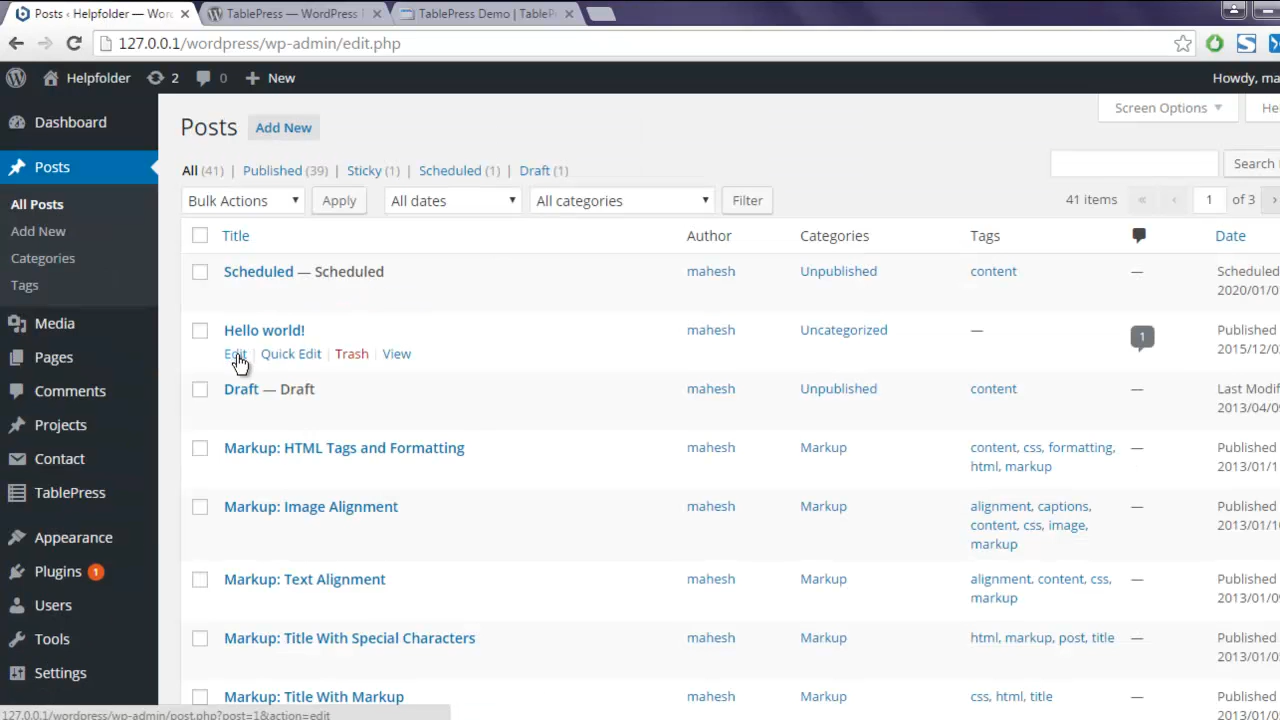 Posts ‹ Helpfolder — Wor
TablePress — WordPress
TablePress Demo | TableP
127.0.0.1/wordpress/wp-admin/edit.php
Helpfolder 2 0 New Howdy, ma
Dashboard
Posts
All Posts
Add New
Categories
Tags
Media
Pages
Comments
Projects
Contact
TablePress
Appearance
Plugins 1
Users
Tools
Settings
Screen Options He
Posts Add New
All (41) | Published (39) | Sticky (1) | Scheduled (1) | Draft (1)
Search
Bulk Actions Apply All dates All categories Filter 41 items « ‹ 1 of 3 ›
Title Author Categories Tags Date
Scheduled — Scheduled mahesh Unpublished content — Scheduled
2020/01/0
Hello world! mahesh Uncategorized — 1 Published
Edit | Quick Edit | Trash | View 2015/12/0
Draft — Draft mahesh Unpublished content — Last Modif
2013/04/0
Markup: HTML Tags and Formatting mahesh Markup content, css, formatting, — Published
html, markup 2013/01/1
Markup: Image Alignment mahesh Markup alignment, captions, — Published
content, css, image, 2013/01/1
markup
Markup: Text Alignment mahesh Markup alignment, content, css, — Published
markup 2013/01/0
Markup: Title With Special Characters mahesh Markup html, markup, post, title — Published
2013/01/0
Markup: Title With Markup mahesh Markup css, html, title — Published
2013/01/0
127.0.0.1/wordpress/wp-admin/post.php?post=1&action=edit